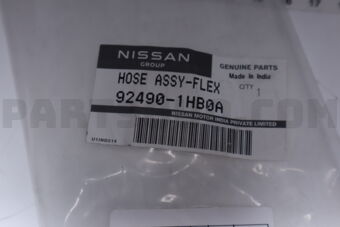 NISSAN
GROUP
GENUINE PARTS
Made in India
HOSE ASSY-FLEX
QTY
1
92490-1HB0A
NISSAN MOTOR INDIA PRIVATE LIMITED